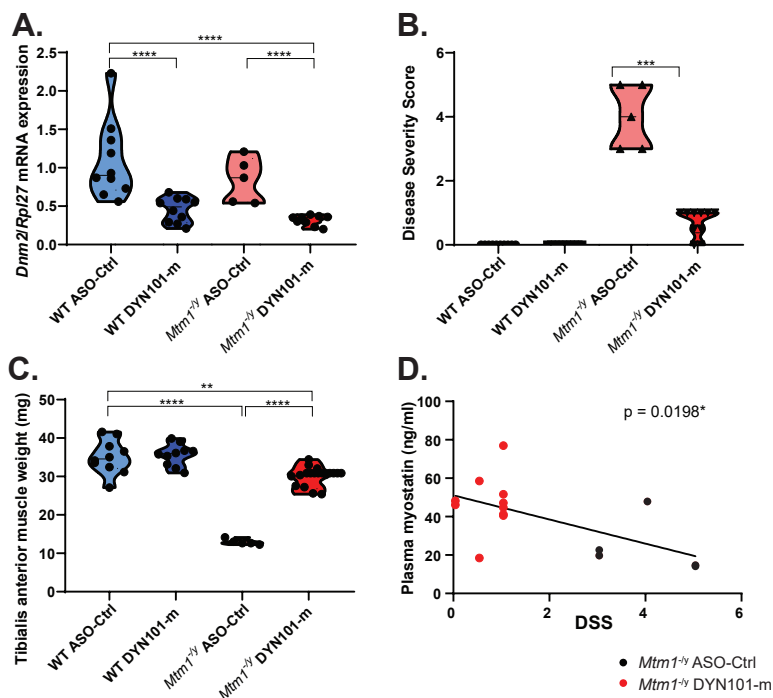 A.
****
****
****
Dnm2/Rpl27 mRNA expression
2.5
2.0
1.5
1.0
0.5
0.0
WT ASO-Ctrl
WT DYN101-m
Mtm1-/y ASO-Ctrl
Mtm1-/y DYN101-m
B.
***
Disease Severity Score
6
4
2
0
WT ASO-Ctrl
WT DYN101-m
Mtm1-/y ASO-Ctrl
Mtm1-/y DYN101-m
C.
**
****
****
Tibialis anterior muscle weight (mg)
50
40
30
20
10
0
WT ASO-Ctrl
WT DYN101-m
Mtm1-/y ASO-Ctrl
Mtm1-/y DYN101-m
D.
p = 0.0198*
Plasma myostatin (ng/ml)
100
80
60
40
20
0
0 2 4 6
DSS
Mtm1-/y ASO-Ctrl
Mtm1-/y DYN101-m